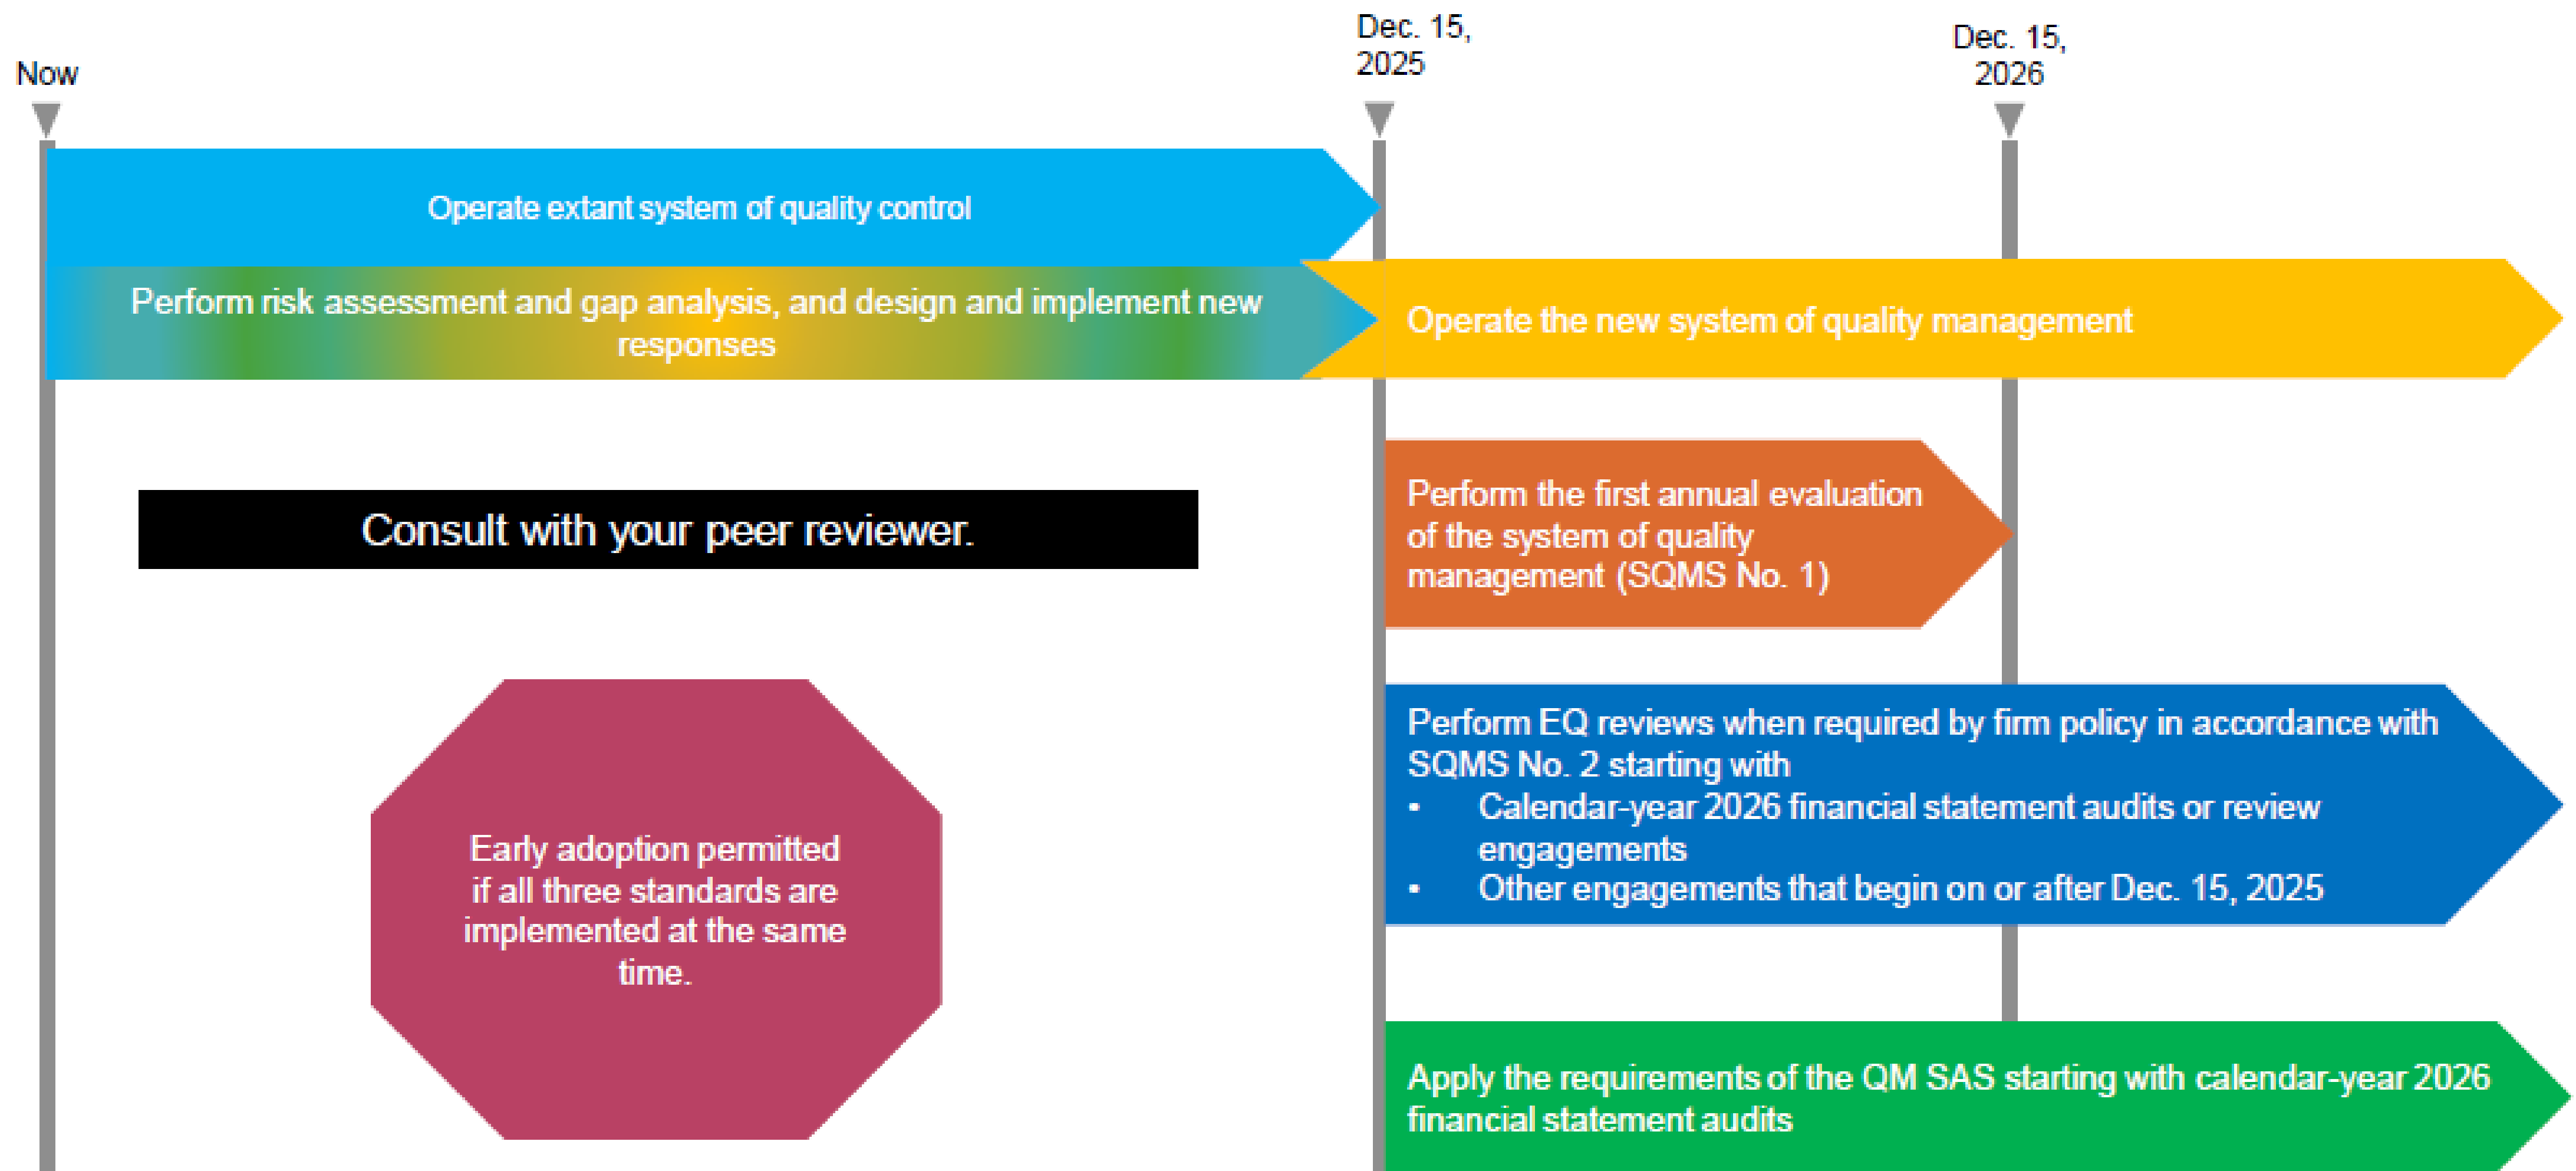 Now
Dec. 15,
2025
Dec. 15,
2026
Operate extant system of quality control
Perform risk assessment and gap analysis, and design and implement new
responses
Operate the new system of quality management
Consult with your peer reviewer.
Perform the first annual evaluation
of the system of quality
management (SQMS No. 1)
Early adoption permitted
if all three standards are
implemented at the same
time.
Perform EQ reviews when required by firm policy in accordance with
SQMS No. 2 starting with
• Calendar-year 2026 financial statement audits or review
engagements
• Other engagements that begin on or after Dec. 15, 2025
Apply the requirements of the QM SAS starting with calendar-year 2026
financial statement audits